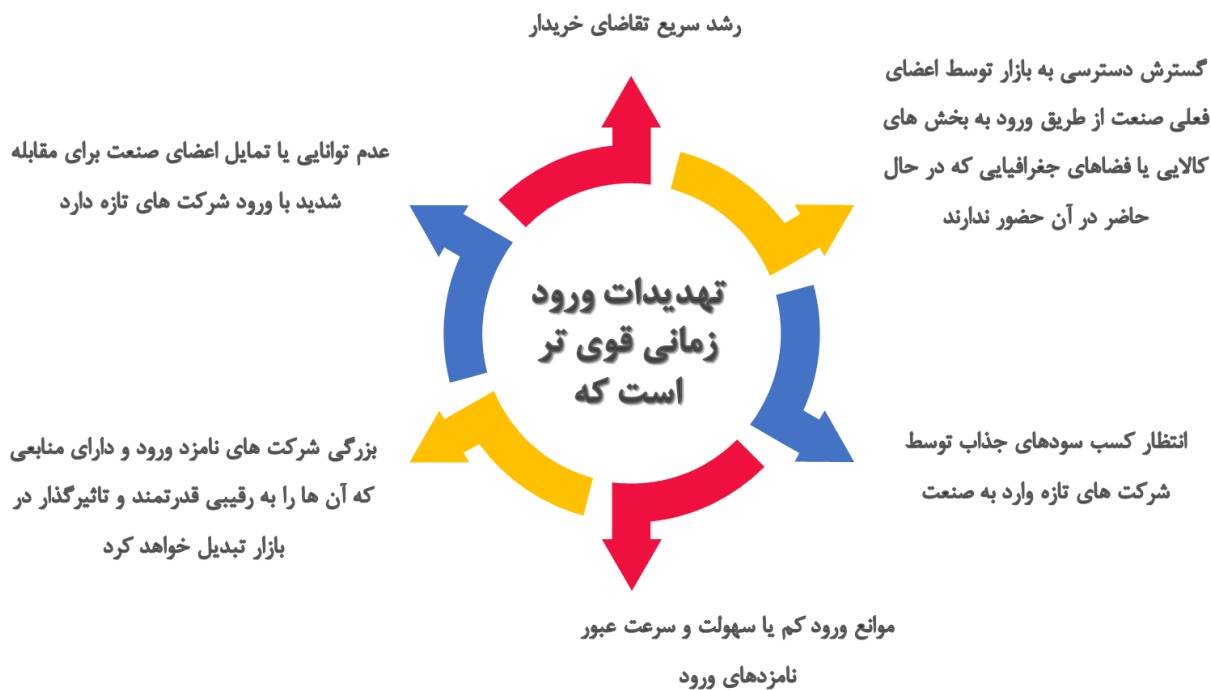 رشد سریع تقاضای خریدار
گسترش دسترسی به بازار توسط اعضای
فعلی صنعت از طریق ورود به بخش های
کالایی یا فضاهای جغرافیایی که در حال
حاضر در آن حضور ندارند
انتظار کسب سودهای جذاب توسط
شرکت های تازه وارد به صنعت
موانع ورود کم یا سهولت و سرعت عبور
نامزدهای ورود
بزرگی شرکت های نامزد ورود و دارای منابعی
که آن ها را به رقیبی قدرتمند و تاثیرگذار در
بازار تبدیل خواهد کرد
عدم توانایی یا تمایل اعضای صنعت برای مقابله
شدید با ورود شرکت های تازه دارد
تهدیدات ورود
زمانی قوی تر
است که